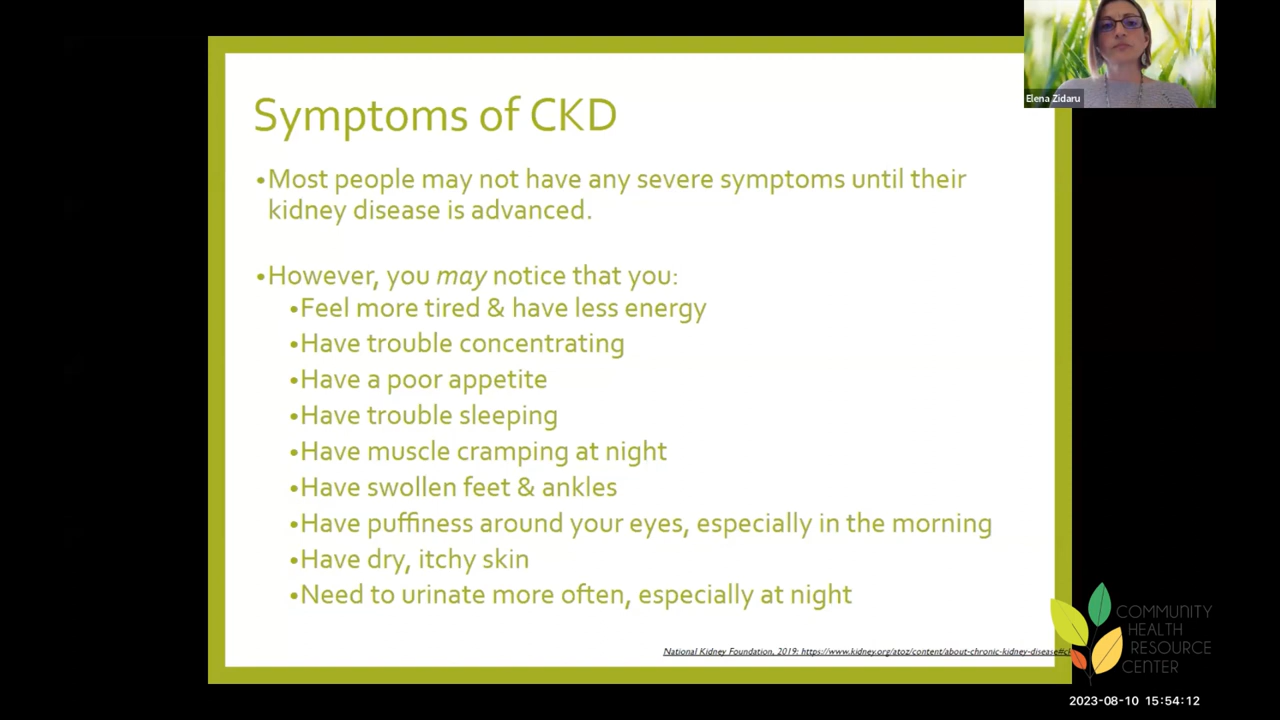 Elena Zidaru
Symptoms of CKD
•Most people may not have any severe symptoms until their
kidney disease is advanced.
•However, you may notice that you:
•Feel more tired & have less energy
•Have trouble concentrating
•Have a poor appetite
•Have trouble sleeping
•Have muscle cramping at night
•Have swollen feet & ankles
•Have puffiness around your eyes, especially in the morning
•Have dry, itchy skin
•Need to urinate more often, especially at night
National Kidney Foundation, 2019: https://www.kidney.org/atoz/content/about-chronic-kidney-disease
COMMUNITY
HEALTH
RESOURCE
CENTER
2023-08-10 15:54:12